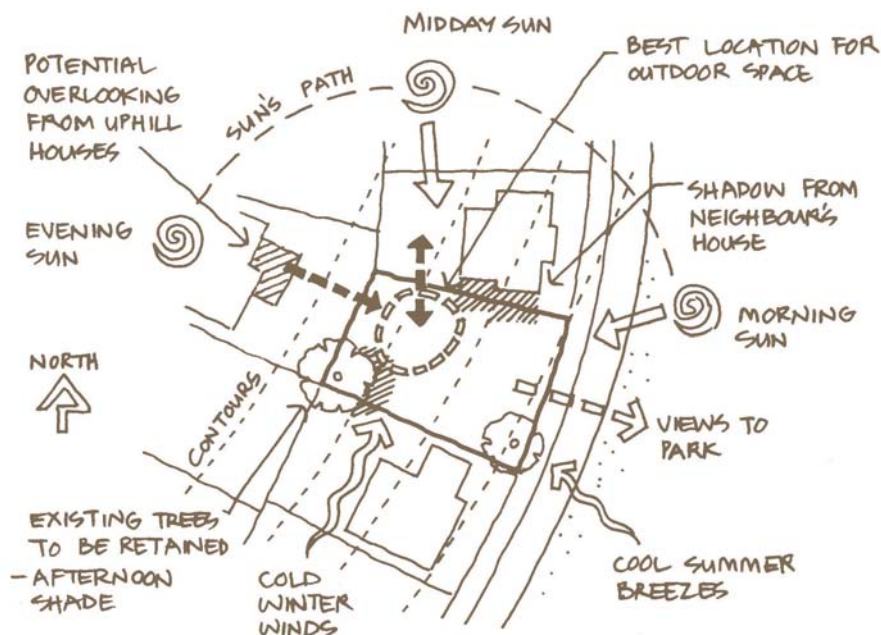 MIDDAY SUN
BEST LOCATION FOR
OUTDOOR SPACE
POTENTIAL
OVERLOOKING
FROM UPHILL
HOUSES
SUN'S PATH
SHADOW FROM
NEIGHBOUR'S
HOUSE
EVENING
SUN
MORNING
SUN
NORTH
CONTOURS
VIEWS TO
PARK
EXISTING TREES
TO BE RETAINED
- AFTERNOON
SHADE
COLD
WINTER
WINDS
COOL SUMMER
BREEZES